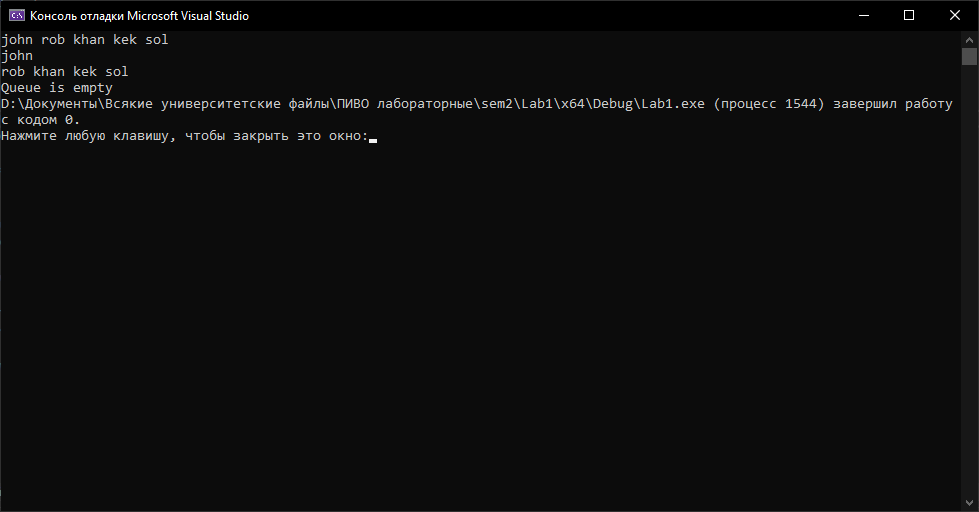 Консоль отладки Microsoft Visual Studio
john rob khan kek sol
john
rob khan kek sol
Queue is empty
D:\Документы\Всякие университетские файлы\ПИВО лабораторные\sem2\Lab1\x64\Debug\Lab1.exe (процесс 1544) завершил работу
с кодом 0.
Нажмите любую клавишу, чтобы закрыть это окно: